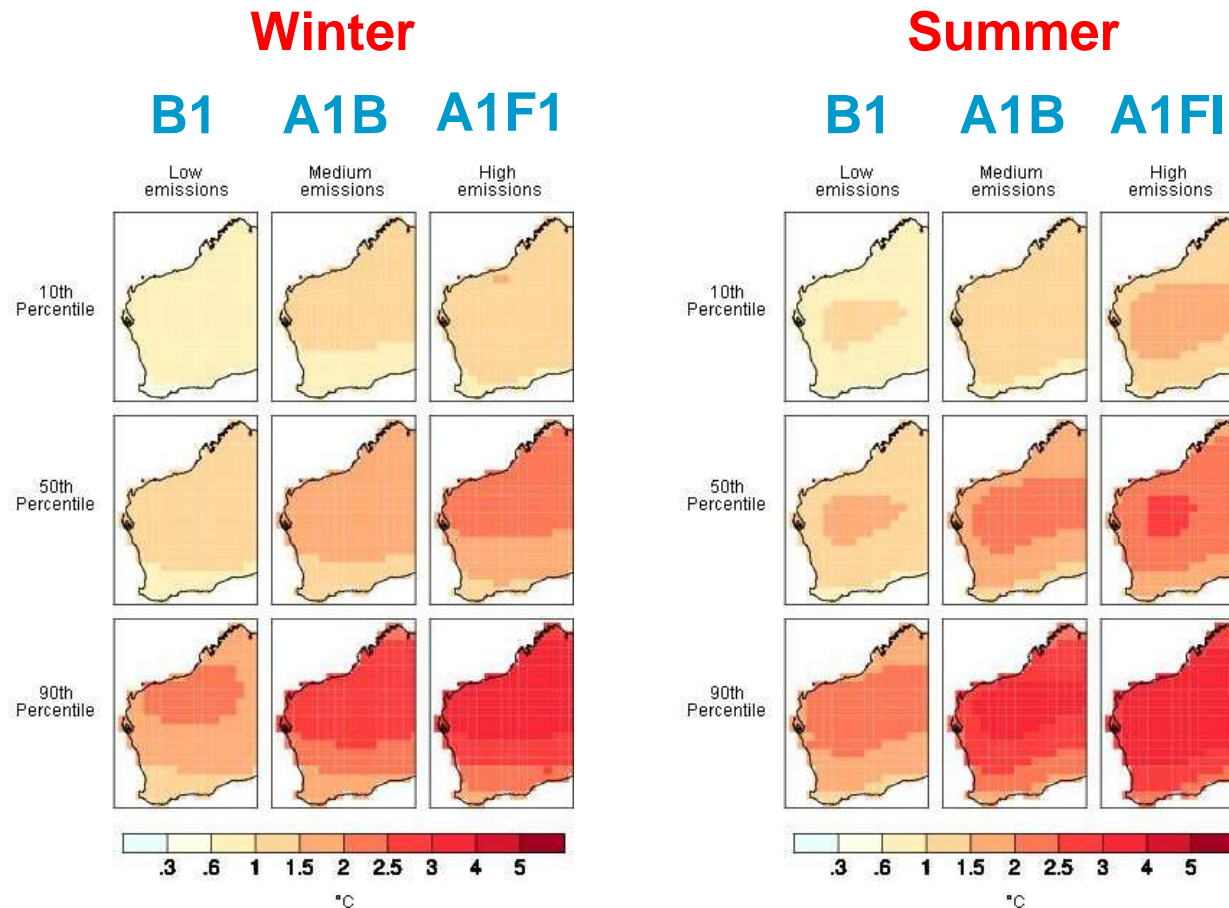 Winter
Summer
B1 A1B A1F1
B1 A1B A1FI
Low emissions
Medium emissions
High emissions
Low emissions
Medium emissions
High emissions
10th Percentile
10th Percentile
50th Percentile
50th Percentile
90th Percentile
90th Percentile
.3 .6 1 1.5 2 2.5 3 4 5
°C
.3 .6 1 1.5 2 2.5 3 4 5
°C